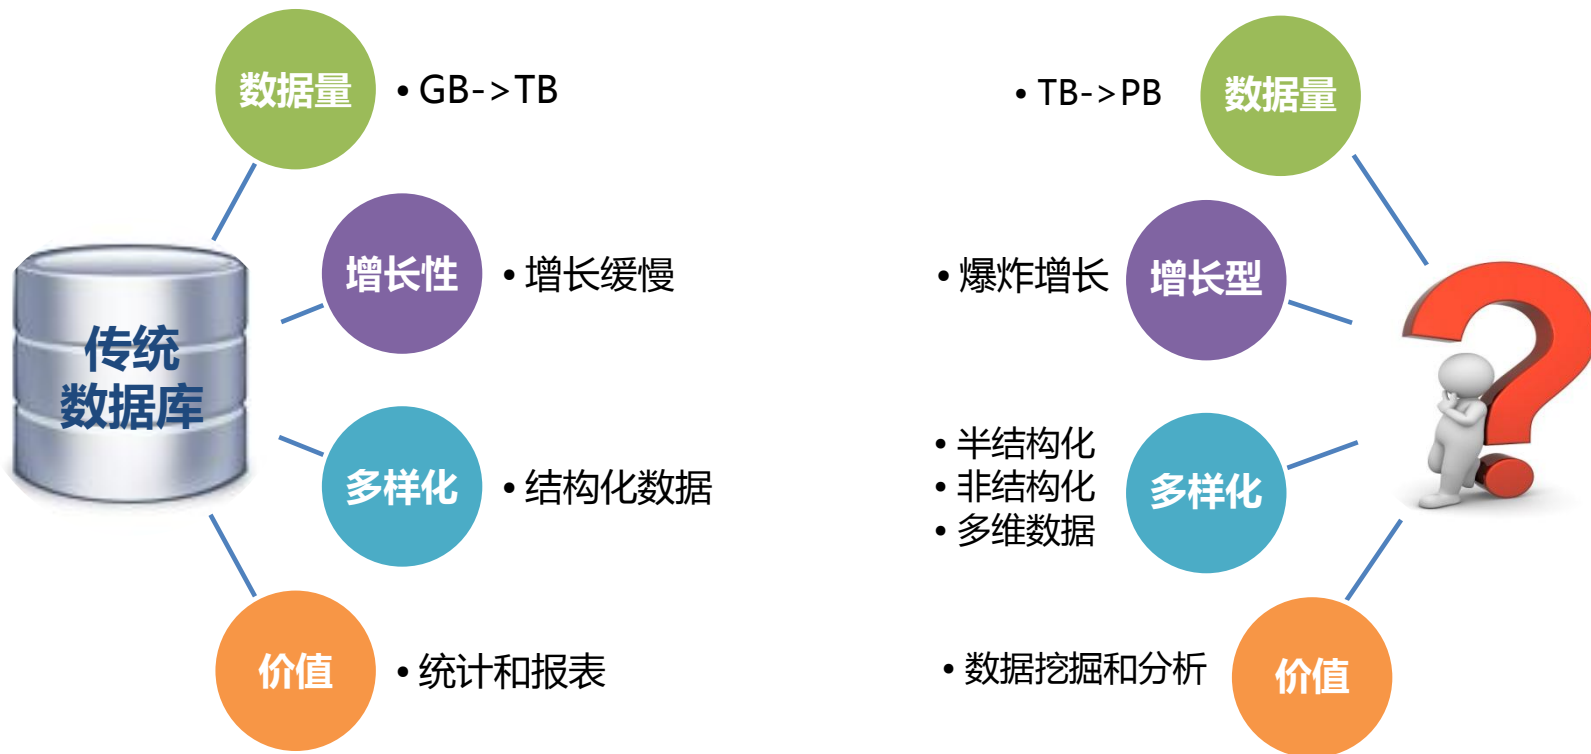 传统
数据库
数据量
• GB->TB
增长性
• 增长缓慢
多样化
• 结构化数据
价值
• 统计和报表
• TB->PB
数据量
• 爆炸增长
增长型
• 半结构化
• 非结构化
• 多维数据
多样化
• 数据挖掘和分析
价值